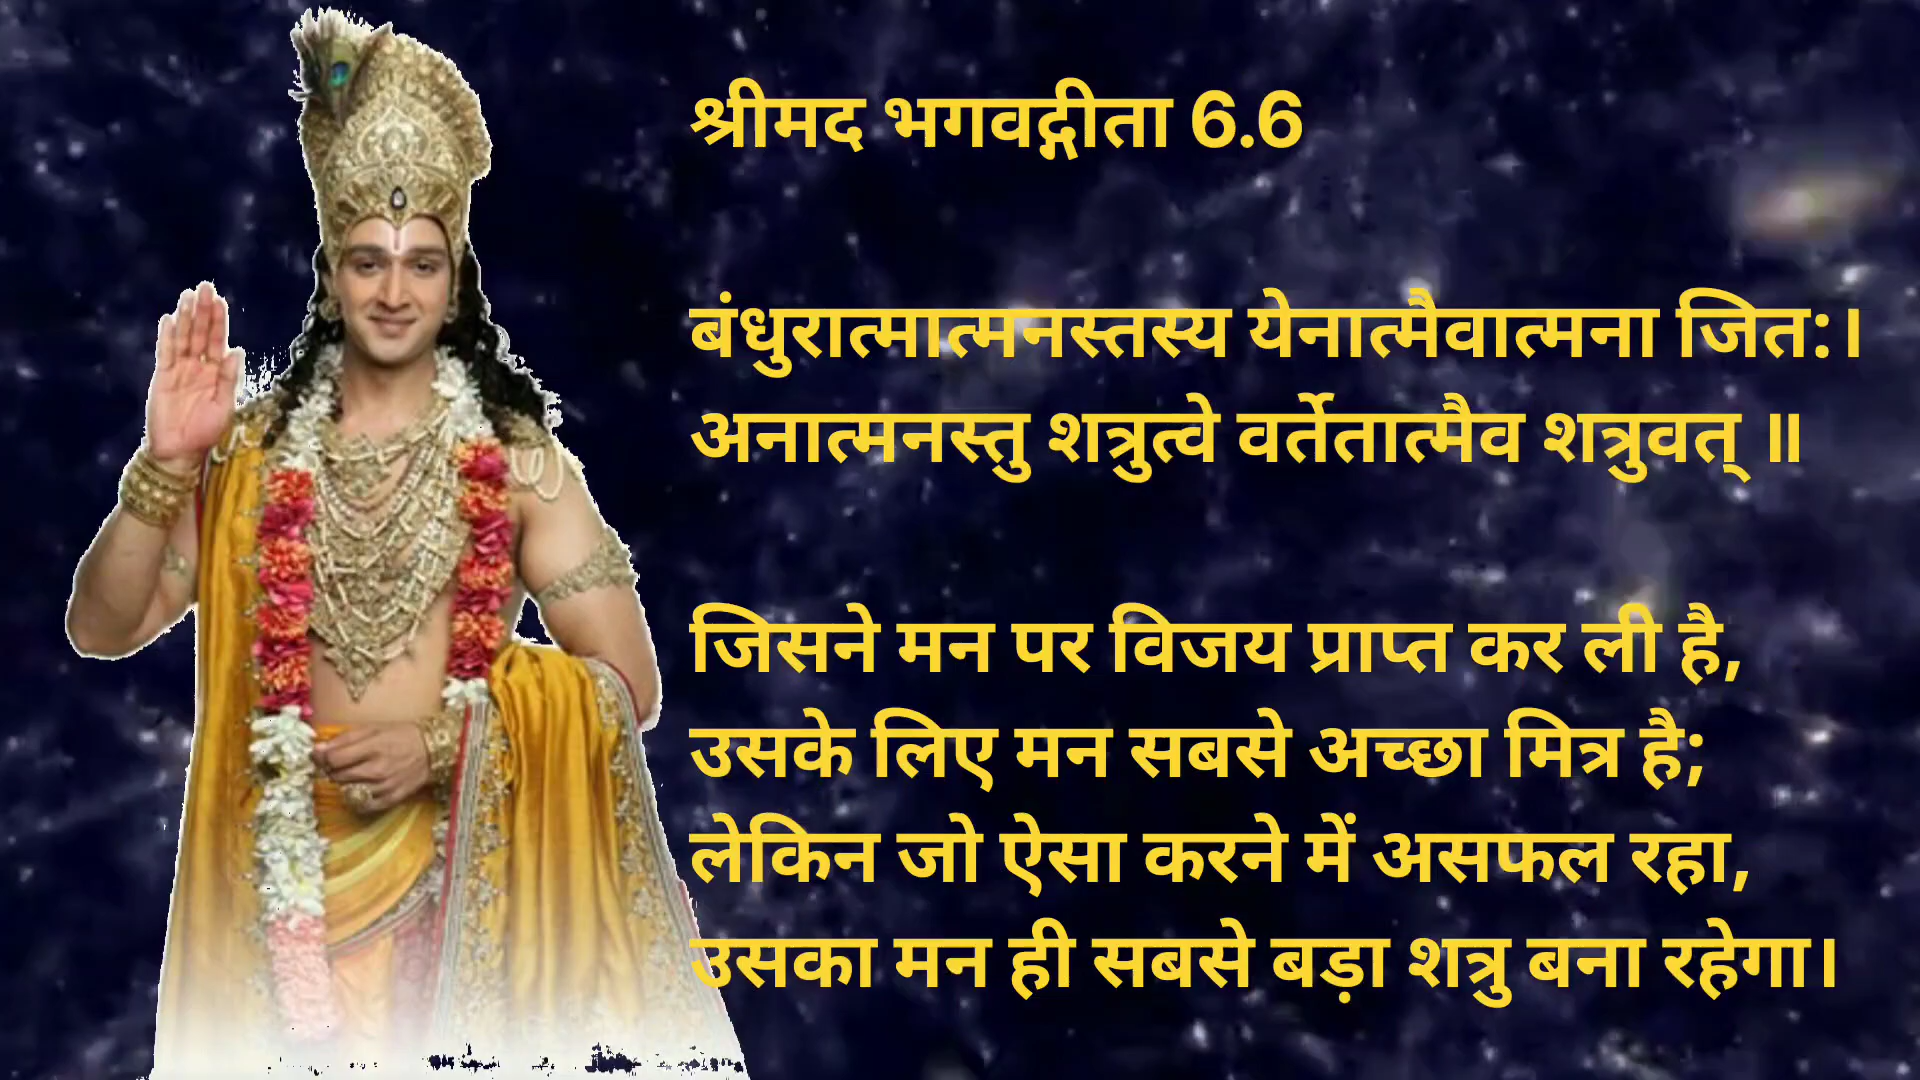 श्रीमद भगवद्गीता 6.6
बंधुरात्मात्मनस्तस्य येनात्मैवात्मना जित:।
अनात्मनस्तु शत्रुत्वे वर्तेतात्मैव शत्रुवत् ॥
जिसने मन पर विजय प्राप्त कर ली है,
उसके लिए मन सबसे अच्छा मित्र है;
लेकिन जो ऐसा करने में असफल रहा,
उसका मन ही सबसे बड़ा शत्रु बना रहेगा।